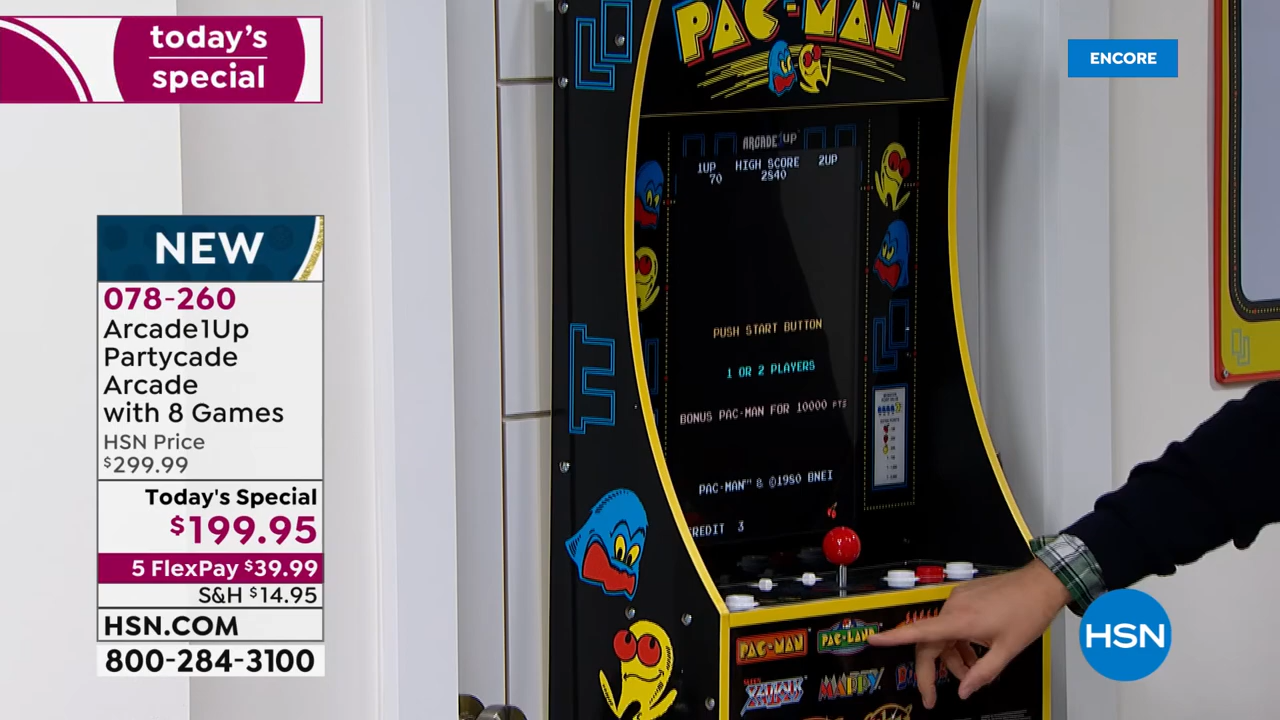 today's
special
ENCORE
NEW
078-260
Arcade1Up
Partycade
Arcade
with 8 Games
HSN Price
$299.99
Today's Special
$199.95
5 FlexPay $39.99
S&H $14.95
HSN.COM
800-284-3100
PAC-MAN™
ARCADE1UP
1UP HIGH SCORE 2UP
70 2840
PUSH START BUTTON
1 OR 2 PLAYERS
BONUS PAC-MAN FOR 10000 PTS
PAC-MAN™ & ©1980 BNEI
REDIT 3
PAC-MAN PAC-LAND
XEVIOUS MAPPY
HSN